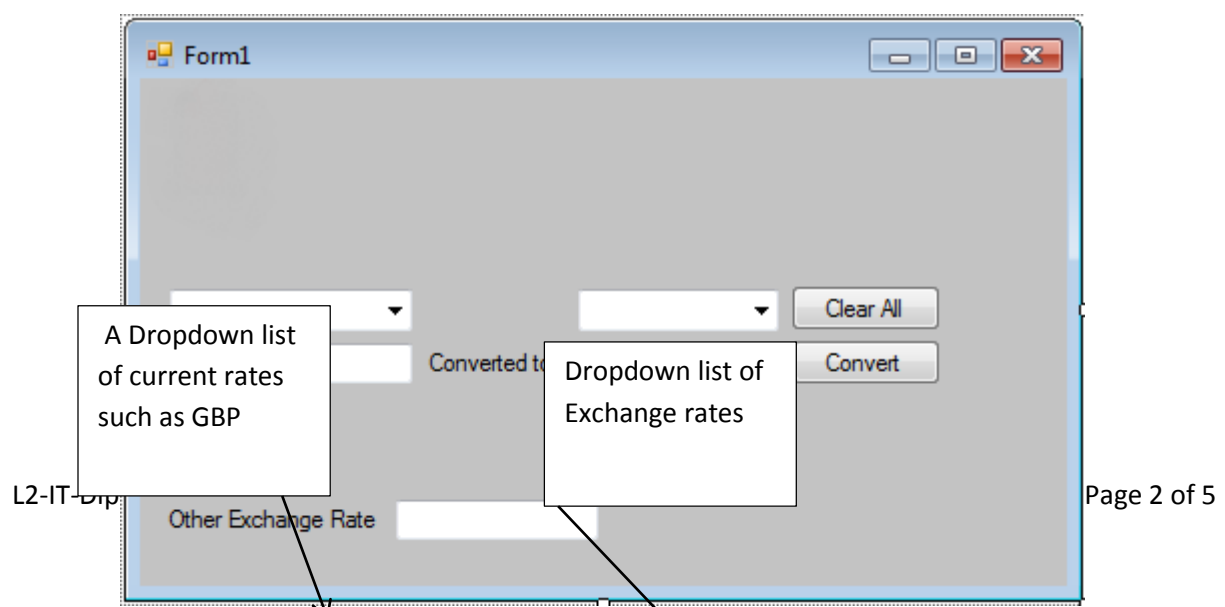 Form1
Clear All
A Dropdown list
of current rates
such as GBP
Converted to
Dropdown list of
Exchange rates
Convert
L2-IT-Dip
Page 2 of 5
Other Exchange Rate